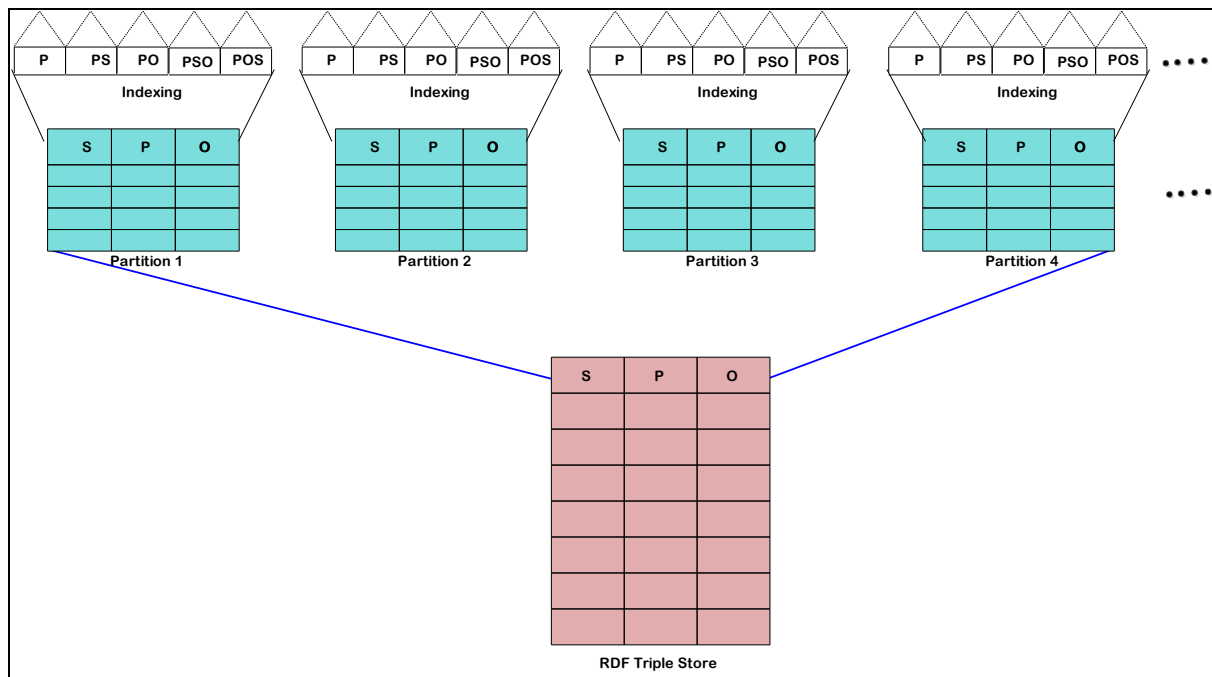 P PS PO PSO POS P PS PO PSO POS P PS PO PSO POS P PS PO PSO POS
Indexing Indexing Indexing Indexing
S P O S P O S P O S P O
Partition 1 Partition 2 Partition 3 Partition 4
S P O
RDF Triple Store